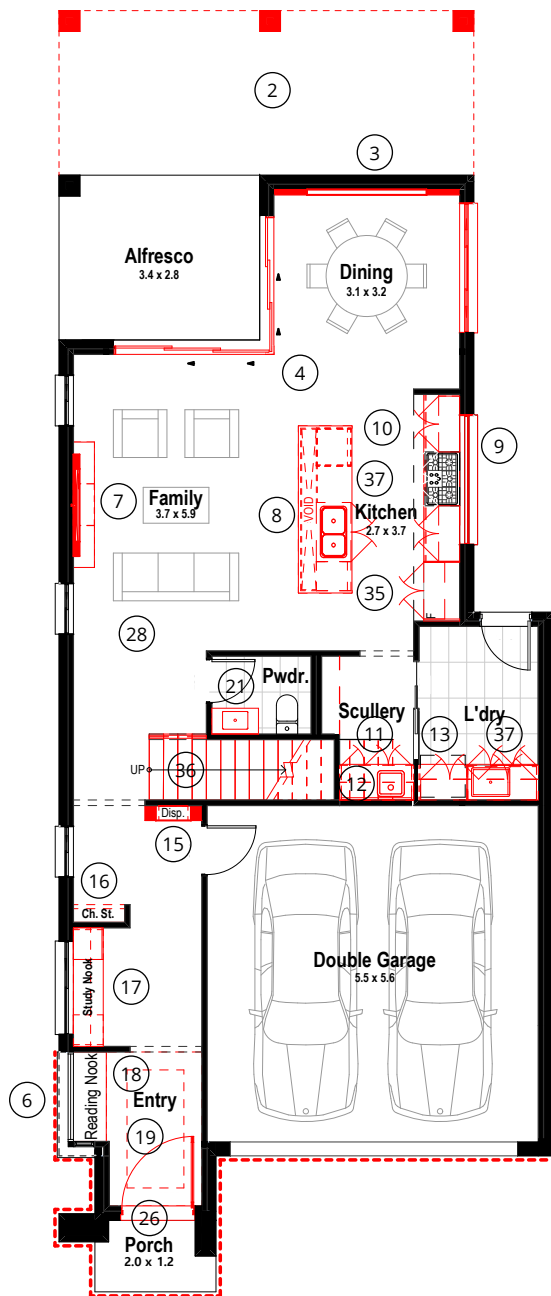 2
3
Alfresco
3.4 x 2.8
Dining
3.1 x 3.2
4
10
9
37
7
Family
3.7 x 5.9
8
VOID
Kitchen
2.7 x 3.7
35
F
28
21
Pwdr.
Scullery
L'dry
11
13
37
UP
36
12
Disp.
15
16
Ch. St.
Study Nook
17
Double Garage
5.5 x 5.6
18
6
Reading Nook
Entry
19
26
Porch
2.0 x 1.2